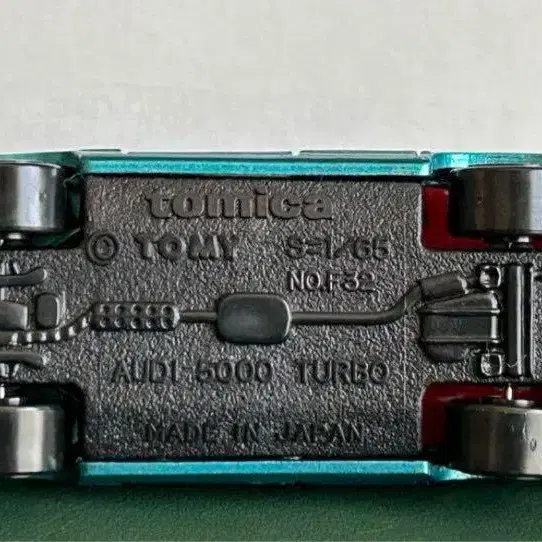 tomica
© TOMY S=1/65
NO.F32
AUDI 5000 TURBO
MADE IN JAPAN